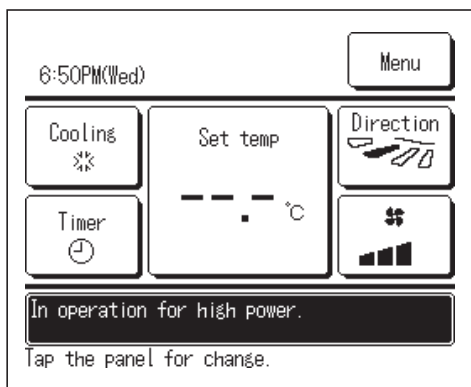 6:50PM(Wed)
Menu
Cooling
Set temp
Direction
--.-°C
Timer
In operation for high power.
Tap the panel for change.